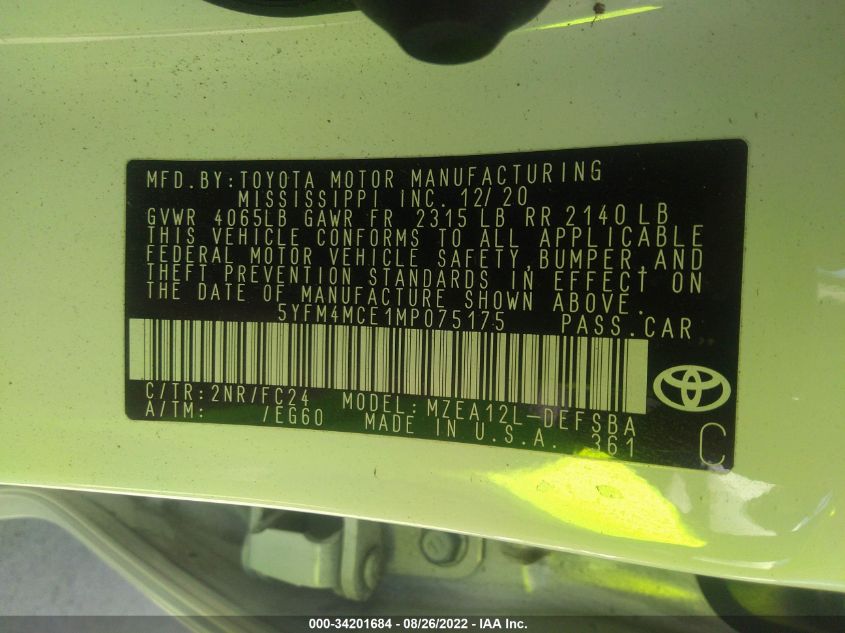 MFD.BY:TOYOTA MOTOR MANUFACTURING
MISSISSIPPI INC. 12/20
GVWR 4065LB GAWR FR 2315 LB RR 2140 LB
THIS VEHICLE CONFORMS TO ALL APPLICABLE
FEDERAL MOTOR VEHICLE SAFETY, BUMPER, AND
THEFT PREVENTION STANDARDS IN EFFECT ON
THE DATE OF MANUFACTURE SHOWN ABOVE.
5YFM4MCE1MP075175 PASS.CAR
C/TR:2NR/FC24 MODEL: MZEA12L-DEFSBA
A/TM: /EG60 MADE IN U.S.A. 361
C
000-34201684 - 08/26/2022 - IAA Inc.